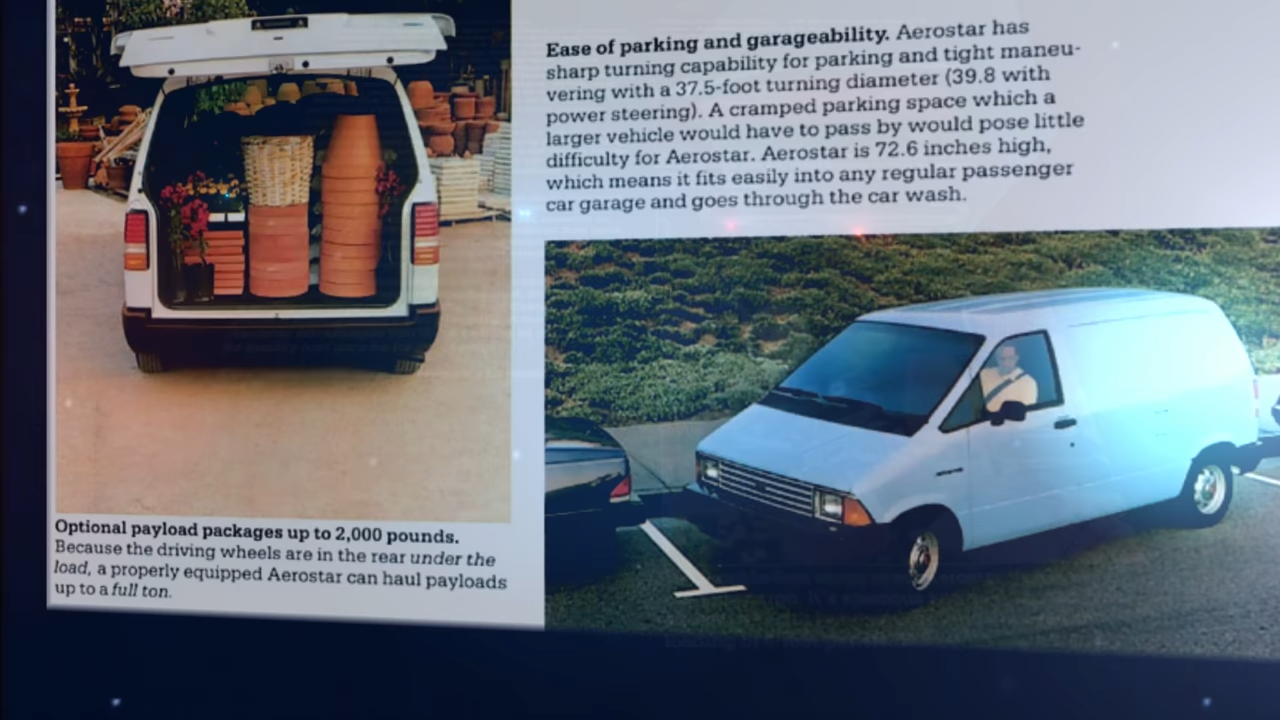 Ease of parking and garageability. Aerostar has
sharp turning capability for parking and tight maneu-
vering with a 37.5-foot turning diameter (39.8 with
power steering). A cramped parking space which a
larger vehicle would have to pass by would pose little
difficulty for Aerostar. Aerostar is 72.6 inches high,
which means it fits easily into any regular passenger
car garage and goes through the car wash.
Optional payload packages up to 2,000 pounds.
Because the driving wheels are in the rear under the
load, a properly equipped Aerostar can haul payloads
up to a full ton.